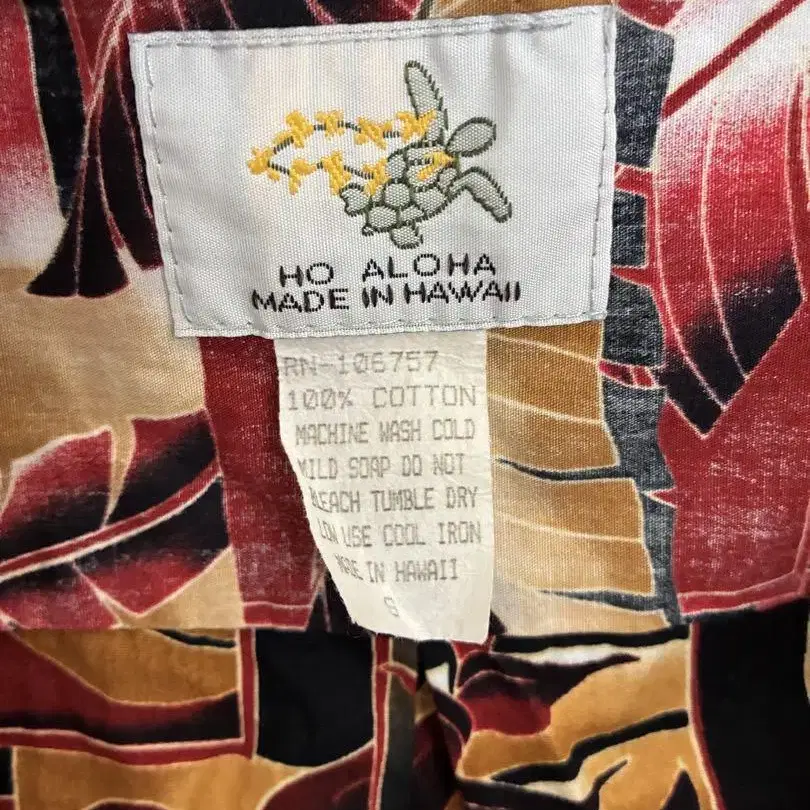 HO ALOHA
MADE IN HAWAII
RN-106757
100% COTTON
MACHINE WASH COLD
MILD SOAP DO NOT
BLEACH TUMBLE DRY
LOW USE COOL IRON
MADE IN HAWAII
S